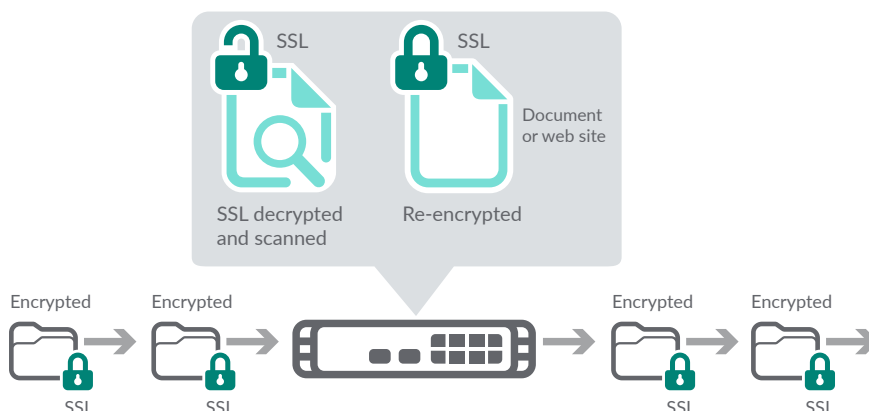 SSL
SSL
Document
or web site
SSL decrypted
and scanned
Re-encrypted
Encrypted
Encrypted
Encrypted
Encrypted
SSL
SSL
SSL
SSL